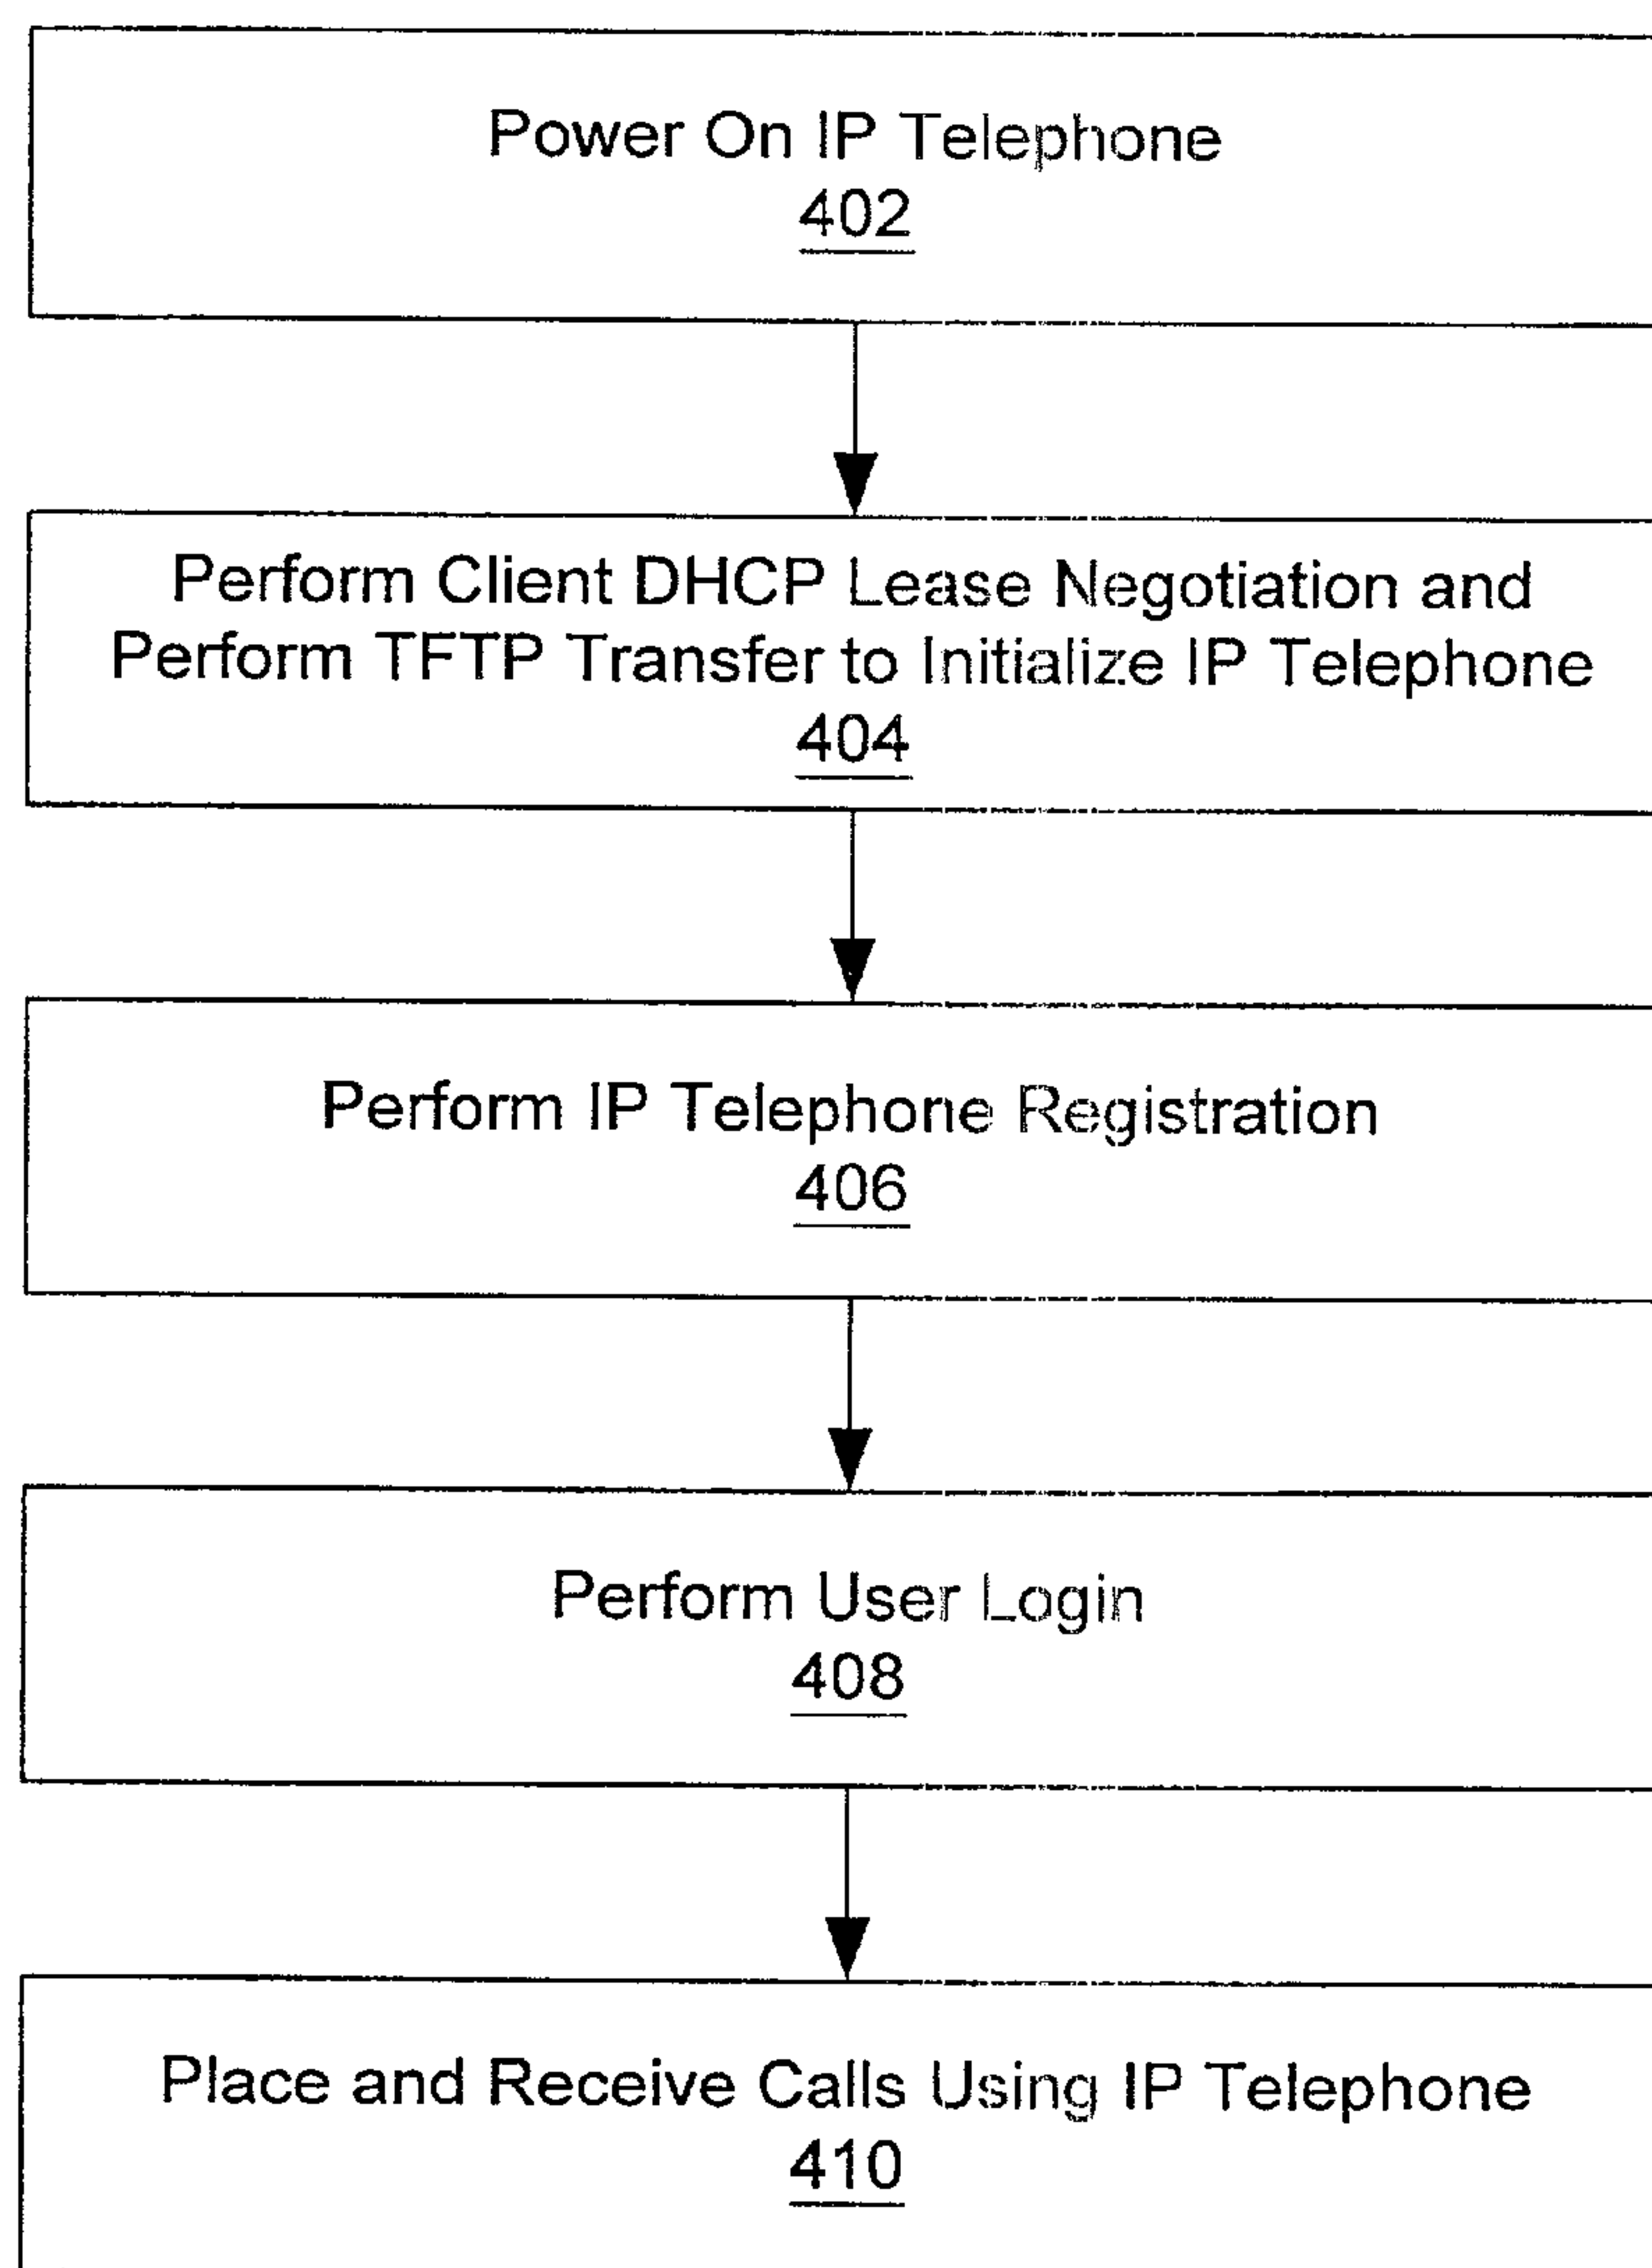 Power On IP Telephone
402
Perform Client DHCP Lease Negotiation and
Perform TFTP Transfer to Initialize IP Telephone
404
Perform IP Telephone Registration
406
Perform User Login
408
Place and Receive Calls Using IP Telephone
410